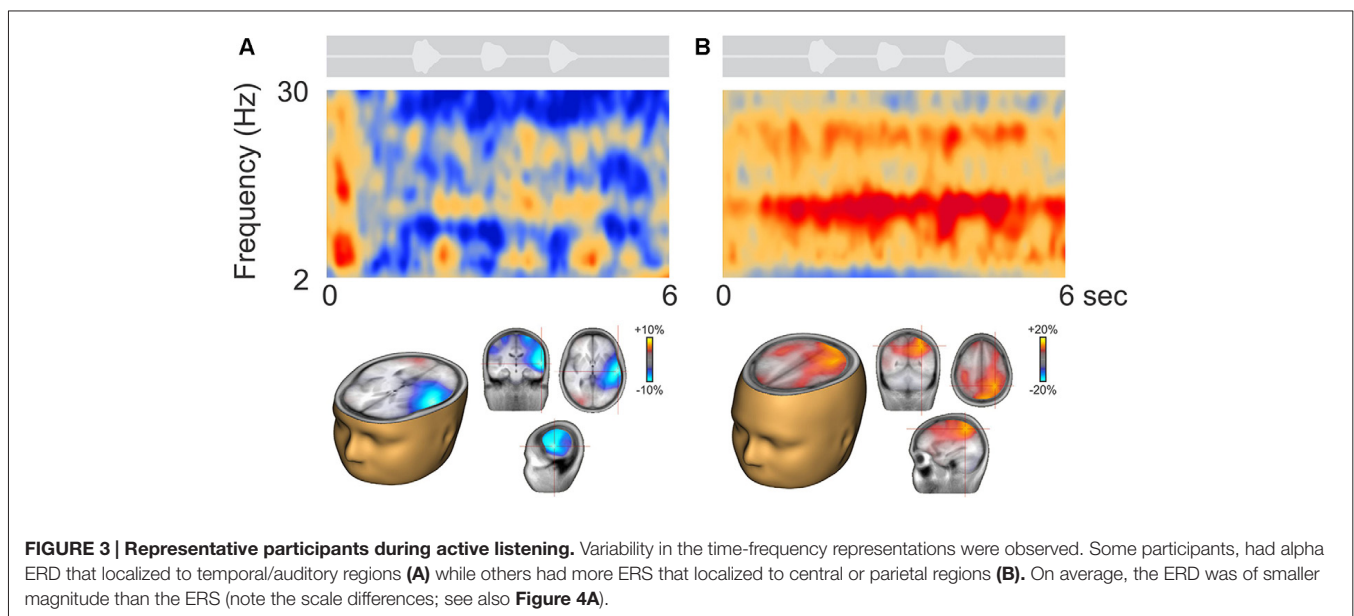 A
B
30
Frequency (Hz)
2
0
6
0
6 sec
+10%
-10%
+20%
-20%
FIGURE 3 | Representative participants during active listening. Variability in the time-frequency representations were observed. Some participants, had alpha
ERD that localized to temporal/auditory regions (A) while others had more ERS that localized to central or parietal regions (B). On average, the ERD was of smaller
magnitude than the ERS (note the scale differences; see also Figure 4A).